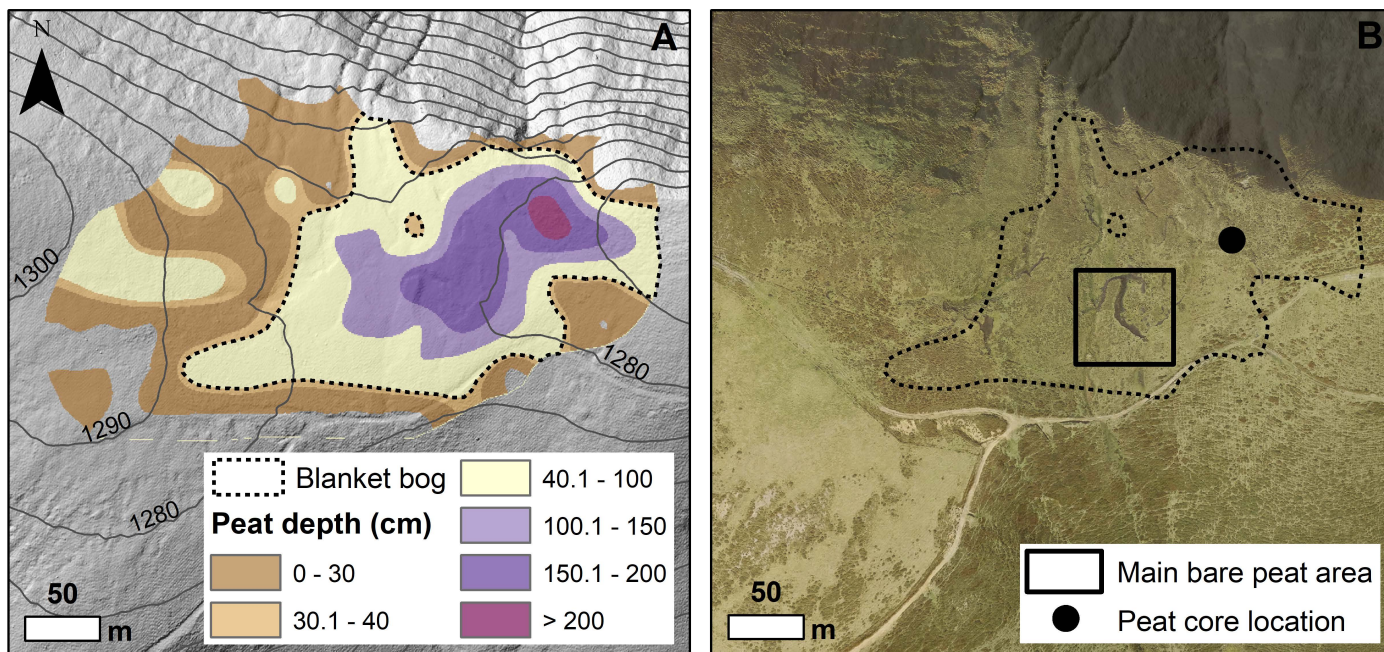 N
A
1300
1290
1280
1280
Blanket bog
Peat depth (cm)
0 - 30
30.1 - 40
40.1 - 100
100.1 - 150
150.1 - 200
> 200
50
m
B
Main bare peat area
Peat core location
50
m